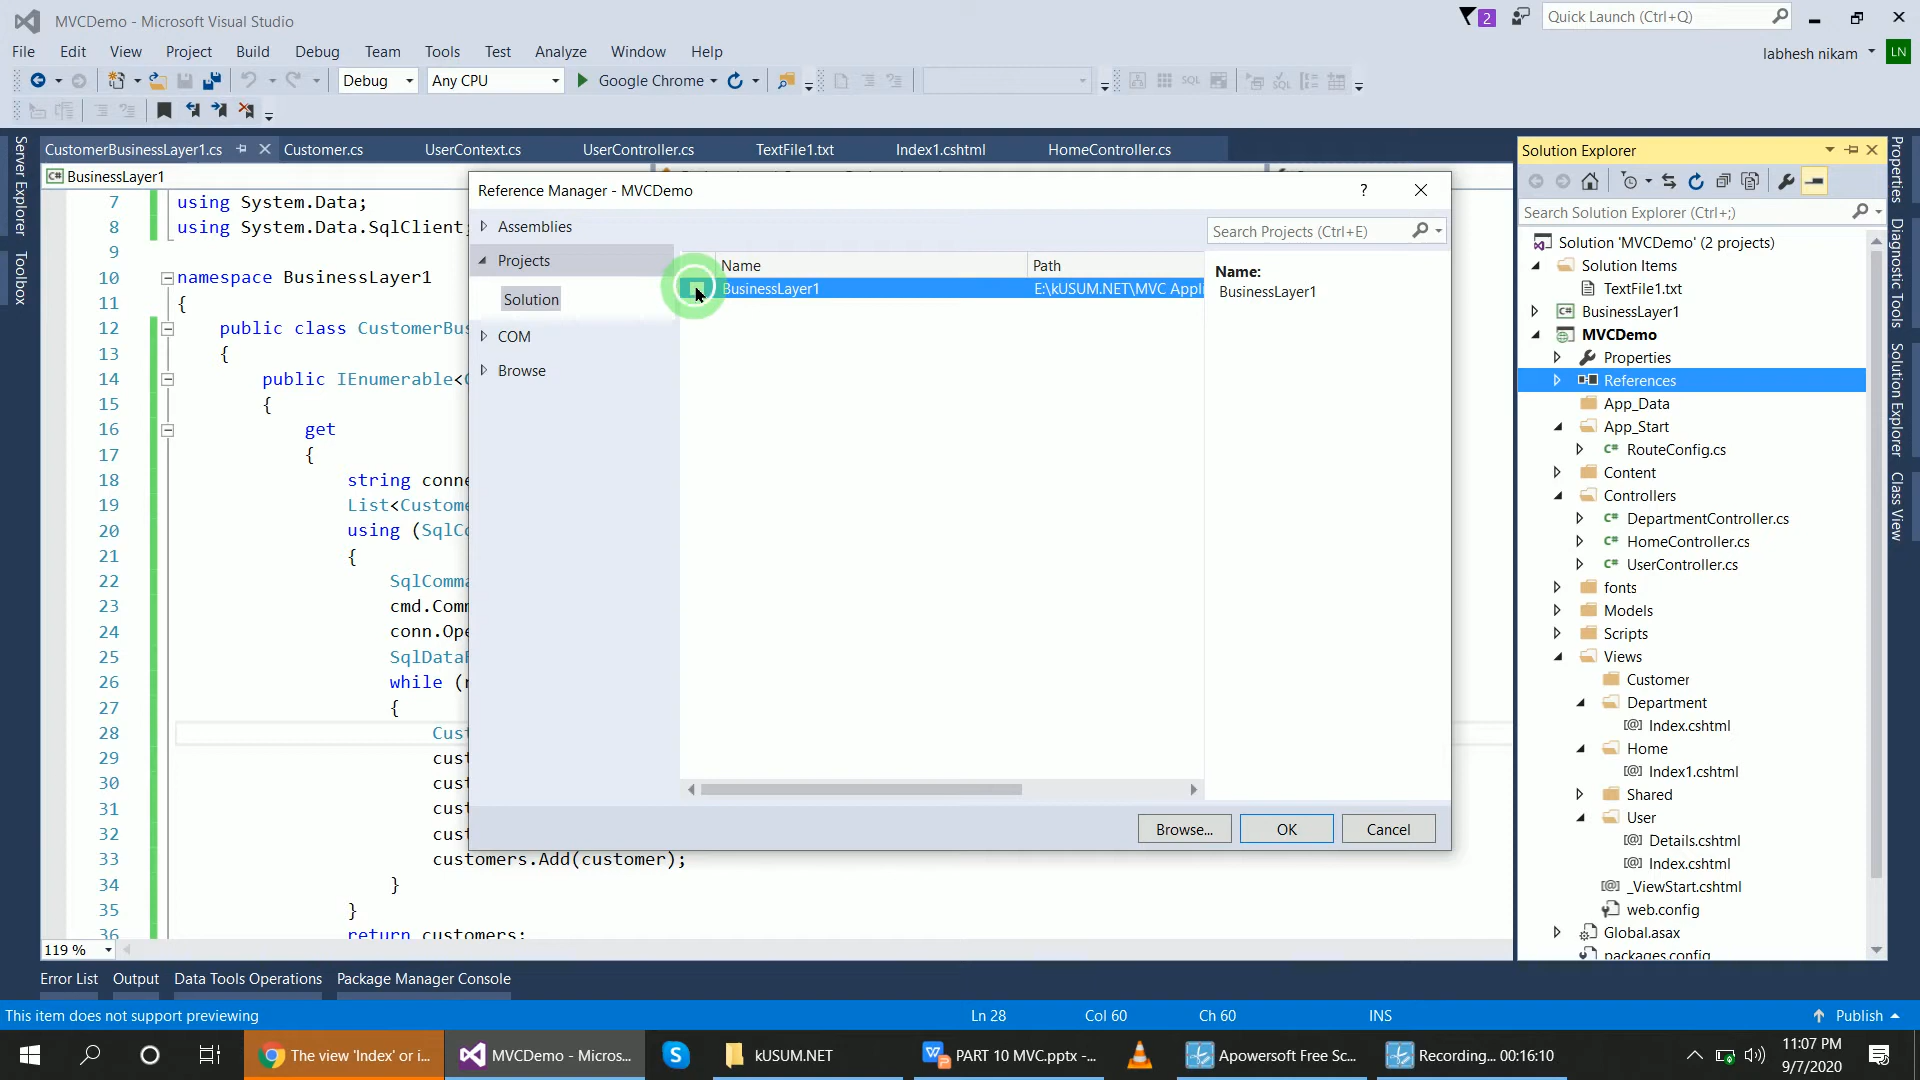 MVCDemo - Microsoft Visual Studio
2
Quick Launch (Ctrl+Q)
File Edit View Project Build Debug Team Tools Test Analyze Window Help
labhesh nikam LN
Debug Any CPU Google Chrome
CustomerBusinessLayer1.cs Customer.cs UserContext.cs UserController.cs TextFile1.txt Index1.cshtml HomeController.cs
BusinessLayer1
Server Explorer
Toolbox
7 using System.Data;
8 using System.Data.SqlClient;
9
10 namespace BusinessLayer1
11 {
12 public class CustomerBus
13 {
14 public IEnumerable<C
15 {
16 get
17 {
18 string conne
19 List<Custome
20 using (SqlCo
21 {
22 SqlComma
23 cmd.Comm
24 conn.Ope
25 SqlDataR
26 while (r
27 {
28 Cust
29 cust
30 cust
31 cust
32 cust
33 customers.Add(customer);
34 }
35 }
36 return customers;
119 %
Reference Manager - MVCDemo
?
Assemblies
Projects
Solution
COM
Browse
Search Projects (Ctrl+E)
Name Path
BusinessLayer1 E:\kUSUM.NET\MVC Appli
Name:
BusinessLayer1
Browse... OK Cancel
Solution Explorer
Search Solution Explorer (Ctrl+;)
Solution 'MVCDemo' (2 projects)
Solution Items
TextFile1.txt
BusinessLayer1
MVCDemo
Properties
References
App_Data
App_Start
RouteConfig.cs
Content
Controllers
DepartmentController.cs
HomeController.cs
UserController.cs
fonts
Models
Scripts
Views
Customer
Department
Index.cshtml
Home
Index1.cshtml
Shared
User
Details.cshtml
Index.cshtml
_ViewStart.cshtml
web.config
Global.asax
packages.config
Properties
Diagnostic Tools
Solution Explorer
Class View
Error List Output Data Tools Operations Package Manager Console
This item does not support previewing Ln 28 Col 60 Ch 60 INS Publish
The view 'Index' or i... MVCDemo - Micros... kUSUM.NET PART 10 MVC.pptx -... Apowersoft Free Sc... Recording... 00:16:10
11:07 PM
9/7/2020